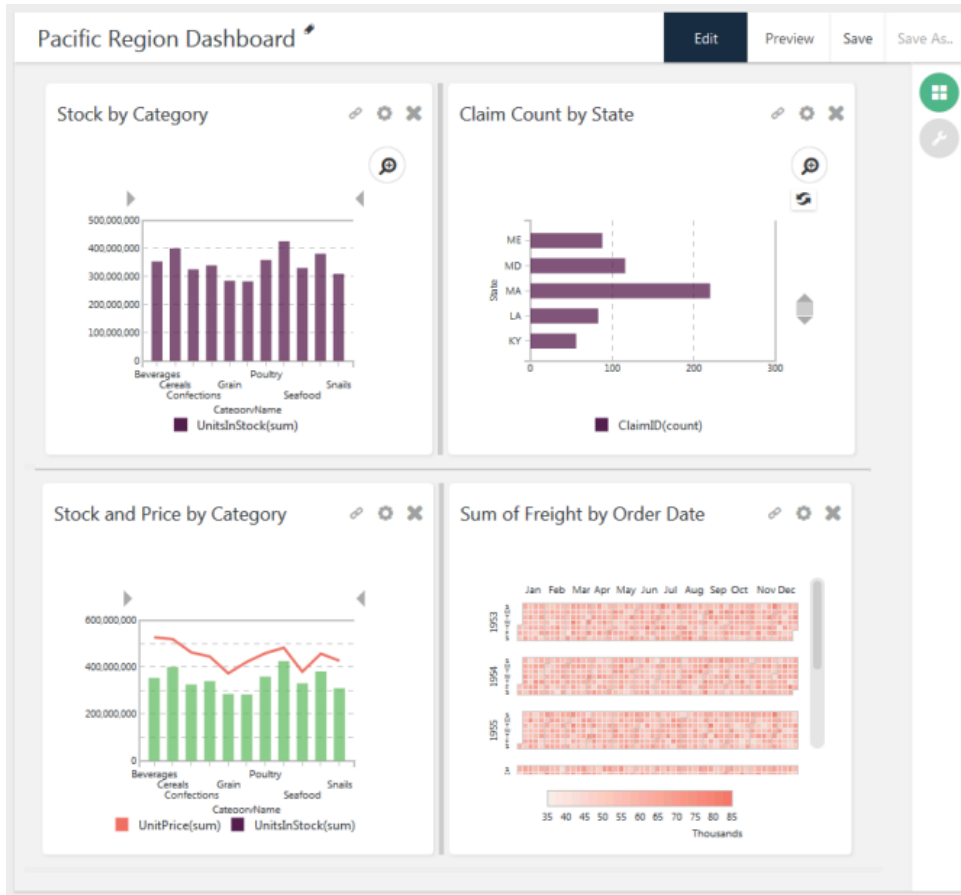 Pacific Region Dashboard
Edit Preview Save Save As..
Stock by Category
500,000,000
400,000,000
300,000,000
200,000,000
100,000,000
0
Beverages
Cereals
Confections
Grain
Poultry
Seafood
Snails
CategoryName
UnitsInStock(sum)
Claim Count by State
State
ME
MD
MA
LA
KY
0 100 200 300
ClaimID(count)
Stock and Price by Category
600,000,000
400,000,000
200,000,000
0
Beverages
Cereals
Confections
Grain
Poultry
Seafood
Snails
CategoryName
UnitPrice(sum) UnitsInStock(sum)
Sum of Freight by Order Date
Jan Feb Mar Apr May Jun Jul Aug Sep Oct Nov Dec
1953
1954
1955
35 40 45 50 55 60 65 70 75 80 85
Thousands